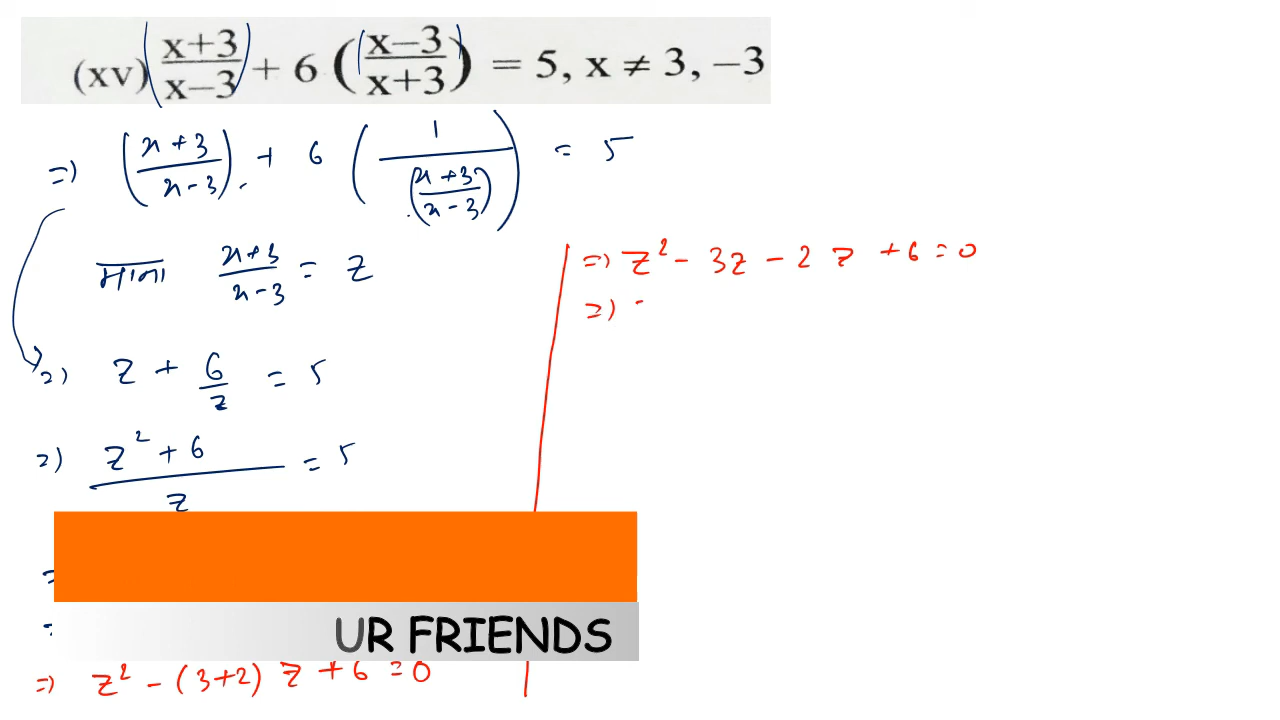 (xv) (x+3/x−3) + 6 (x−3/x+3) = 5, x ≠ 3, −3
=) (x+3/x-3) + 6 (1/(x+3/x-3)) = 5
माना x+3/x-3 = z
=) z + 6/z = 5
=) z² + 6/z = 5
UR FRIENDS
=) z² - (3+2) z + 6 = 0
=) z² - 3z - 2 z + 6 = 0
=)